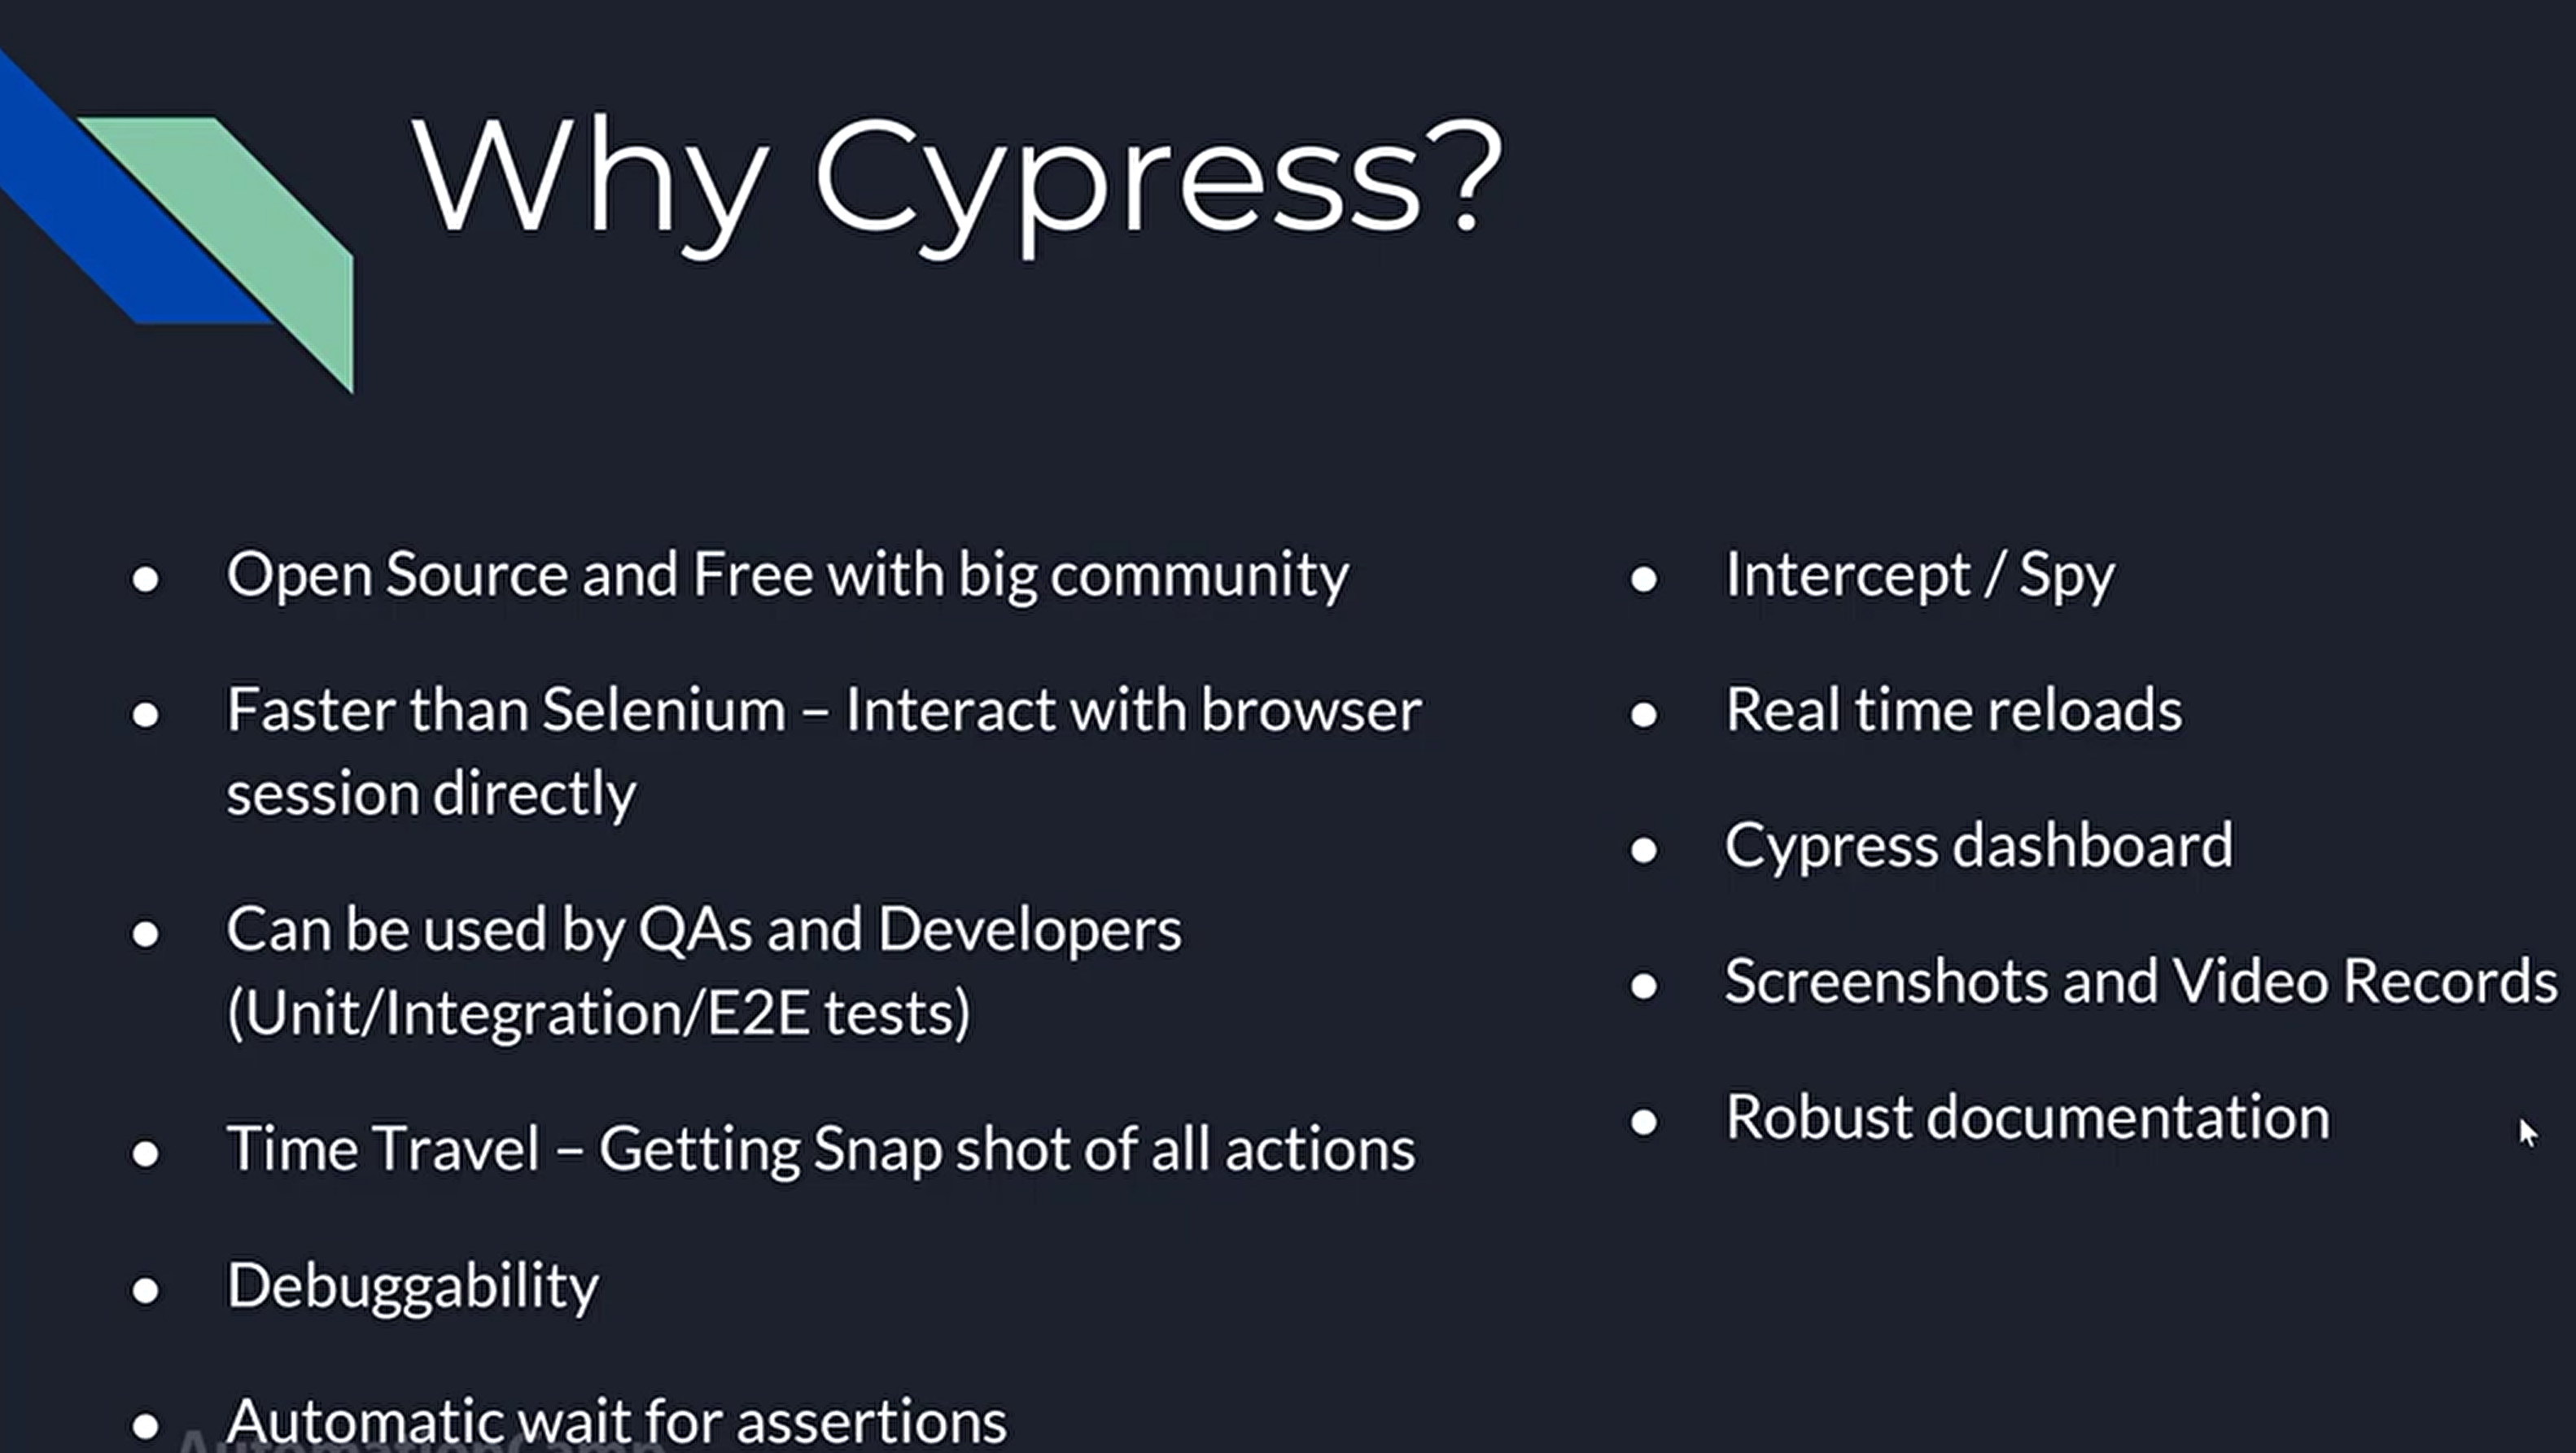 Why Cypress?
● Open Source and Free with big community
● Faster than Selenium – Interact with browser
session directly
● Can be used by QAs and Developers
(Unit/Integration/E2E tests)
● Time Travel – Getting Snap shot of all actions
● Debuggability
● Automatic wait for assertions
● Intercept / Spy
● Real time reloads
● Cypress dashboard
● Screenshots and Video Records
● Robust documentation
AutomationCamp